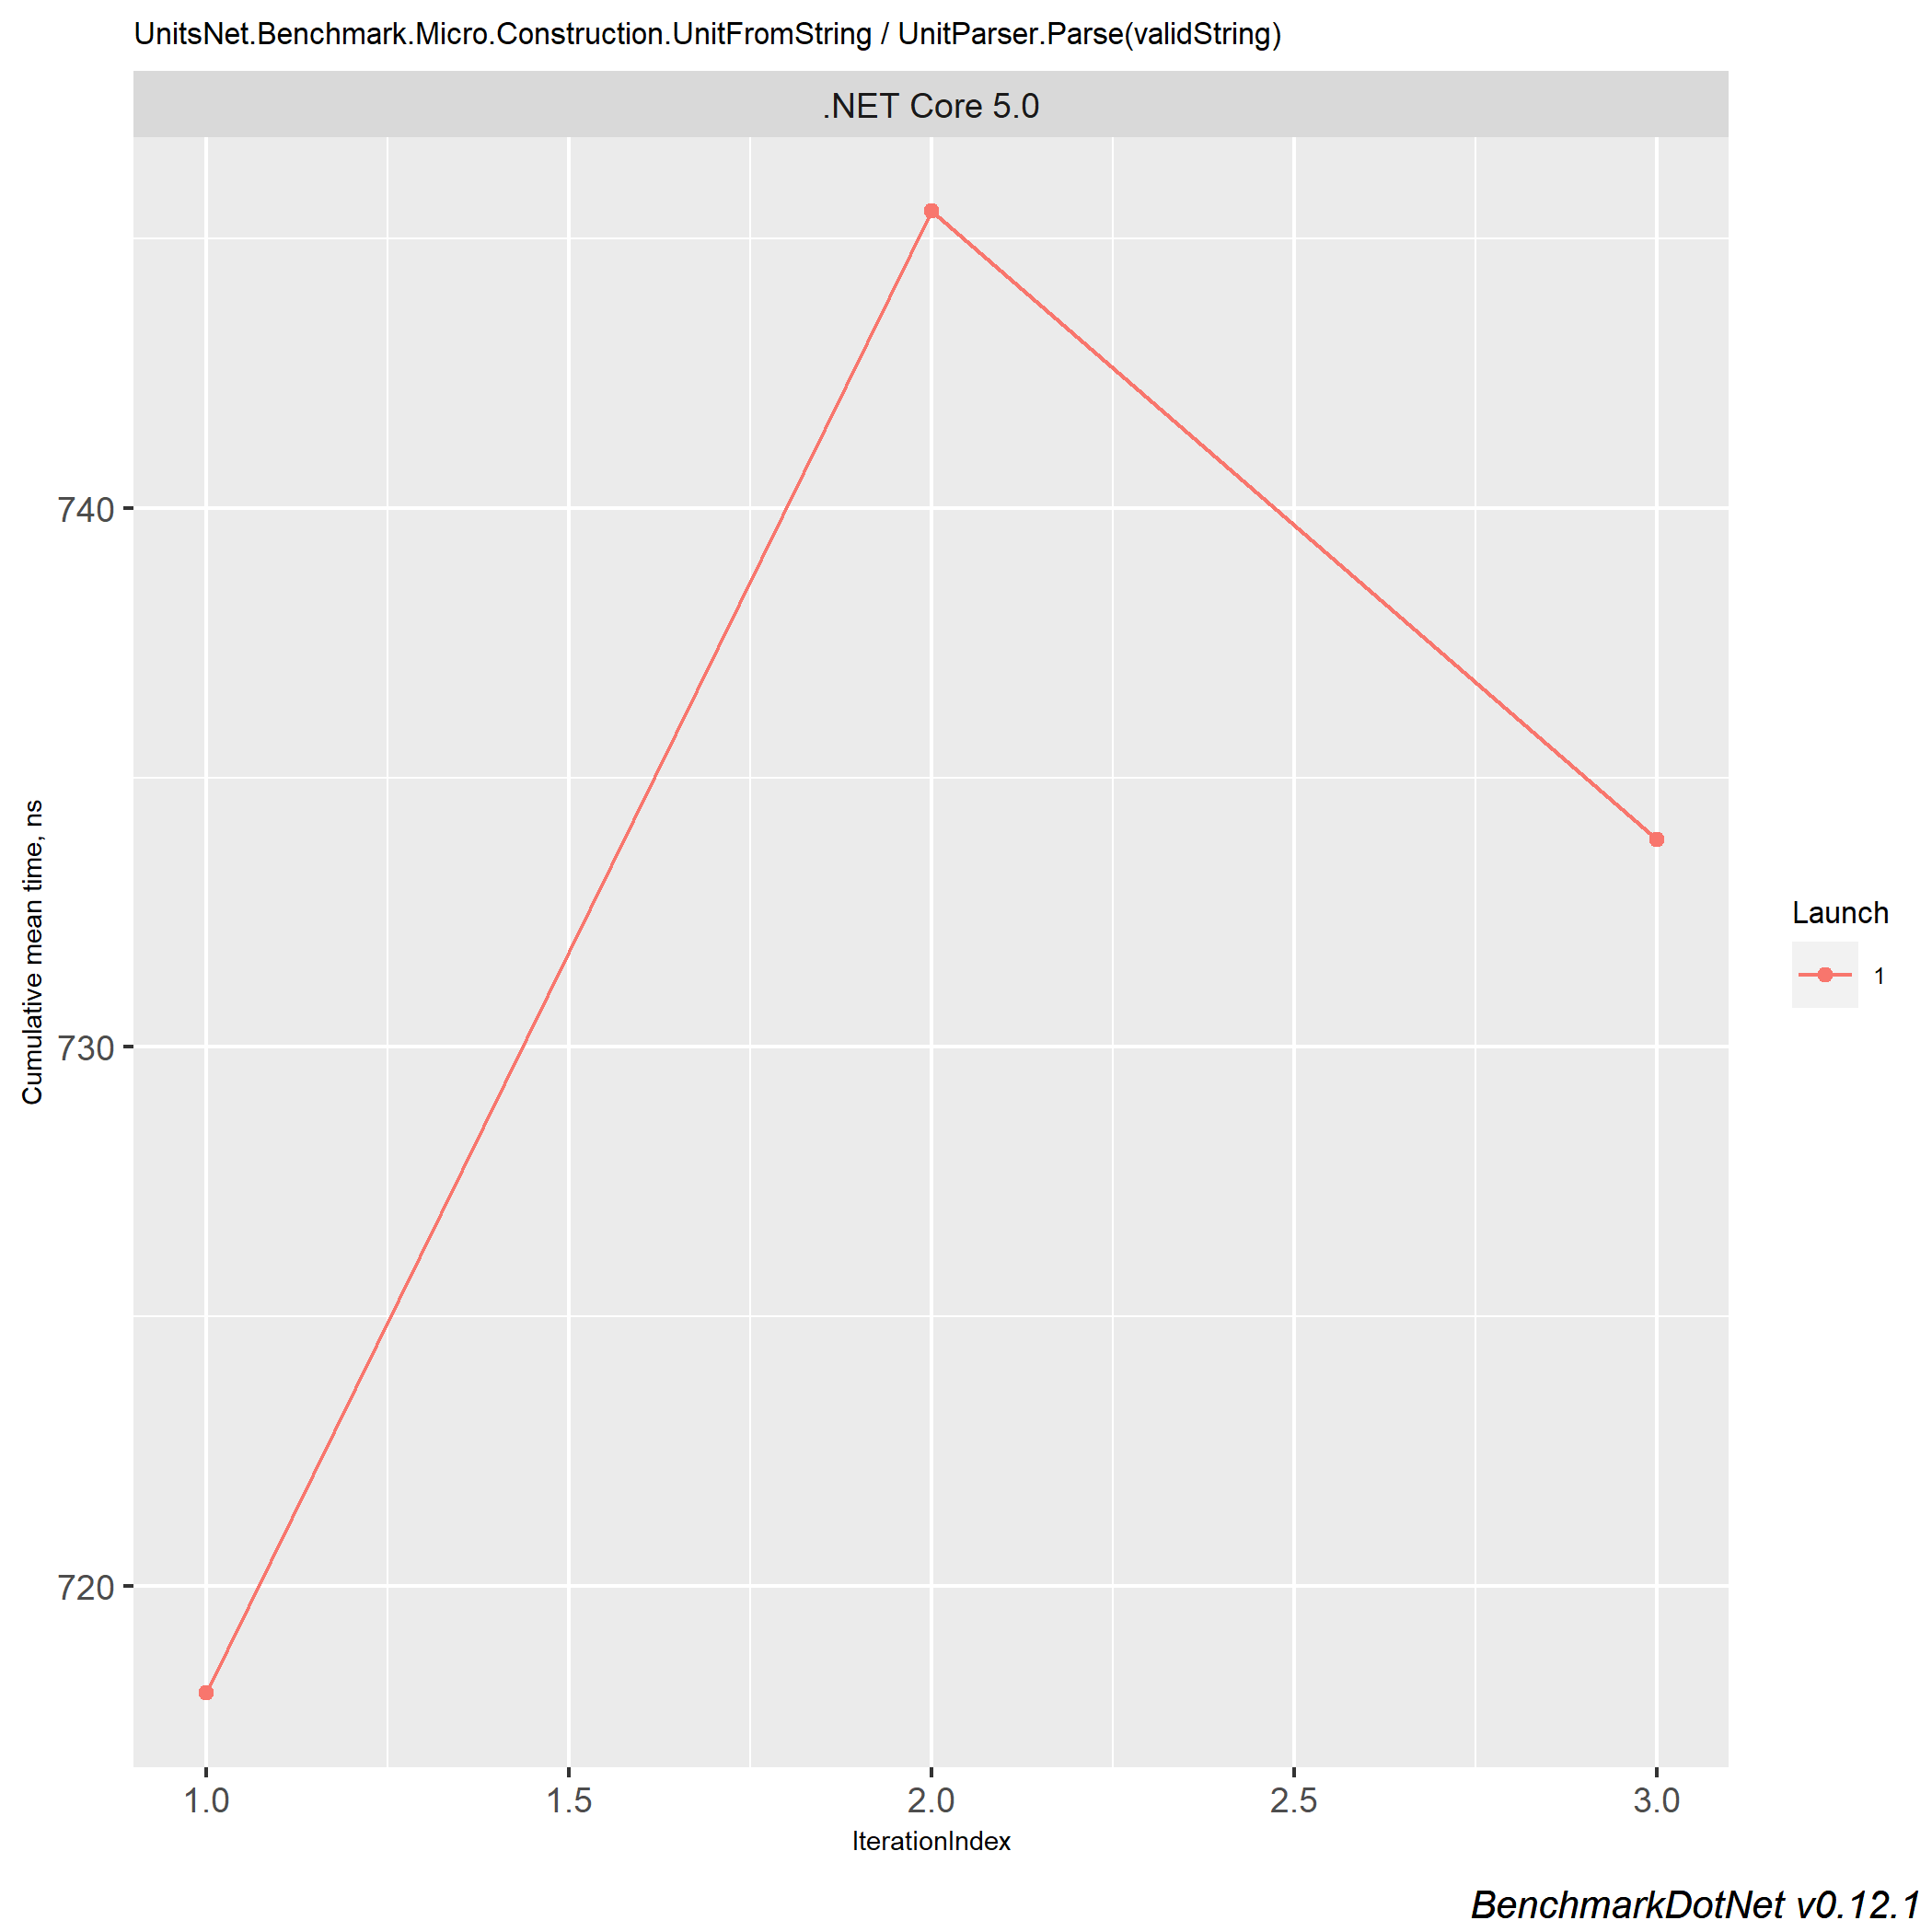 UnitsNet.Benchmark.Micro.Construction.UnitFromString / UnitParser.Parse(validString)
.NET Core 5.0
740
730
720
Cumulative mean time, ns
1.0
1.5
2.0
2.5
3.0
IterationIndex
Launch
1
BenchmarkDotNet v0.12.1